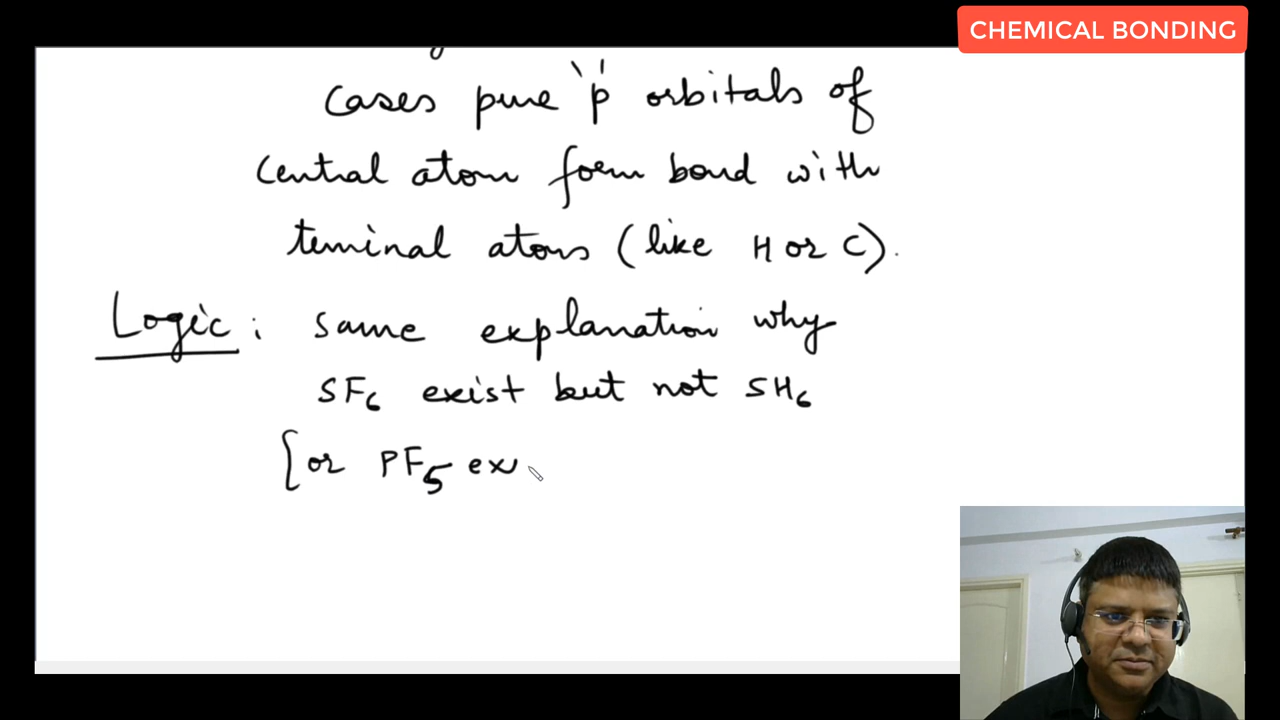 CHEMICAL BONDING
cases pure 'p' orbitals of
central atom form bond with
teminal atoms (like H or C).
Logic: same explanation why
SF6 exist but not SH6
[or PF5 ex